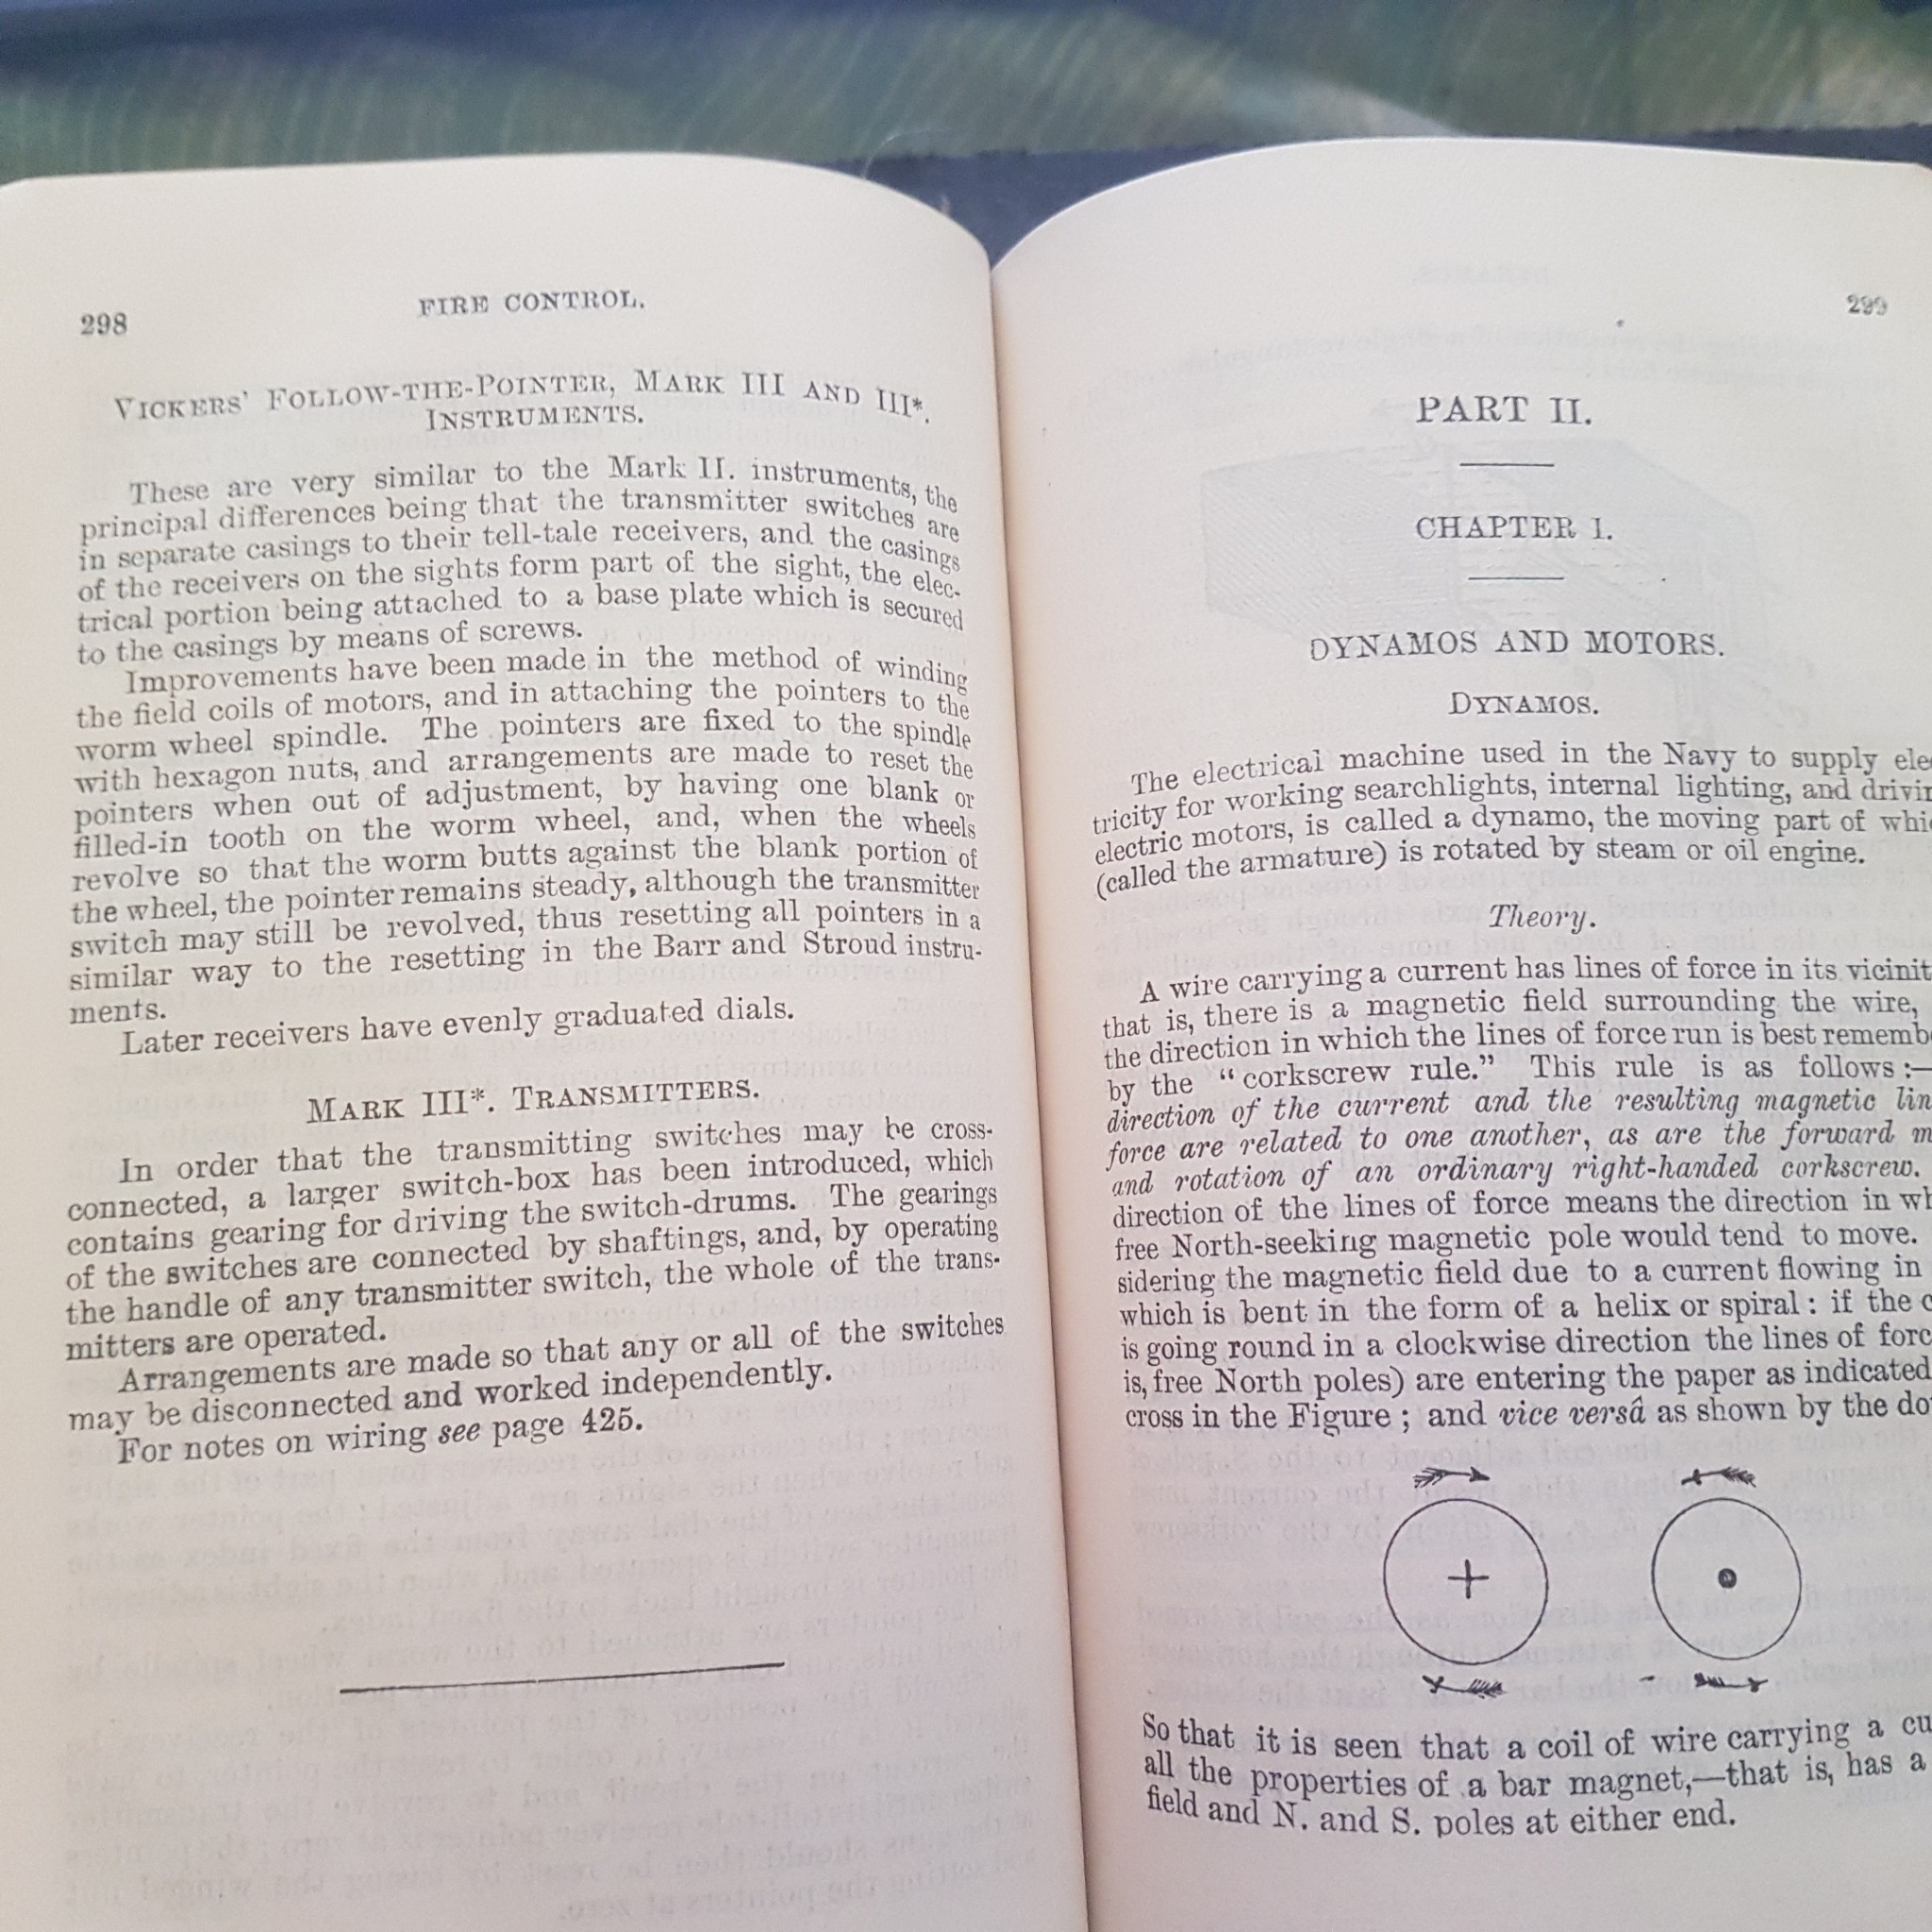 298
FIRE CONTROL.
VICKERS' FOLLOW-THE-POINTER, MARK III AND III*.
INSTRUMENTS.
These are very similar to the Mark II. instruments, the
principal differences being that the transmitter switches are
in separate casings to their tell-tale receivers, and the casings
of the receivers on the sights form part of the sight, the elec-
trical portion being attached to a base plate which is secured
to the casings by means of screws.
Improvements have been made in the method of winding
the field coils of motors, and in attaching the pointers to the
worm wheel spindle. The pointers are fixed to the spindle
with hexagon nuts, and arrangements are made to reset the
pointers when out of adjustment, by having one blank or
filled-in tooth on the worm wheel, and, when the wheels
revolve so that the worm butts against the blank portion of
the wheel, the pointer remains steady, although the transmitter
switch may still be revolved, thus resetting all pointers in a
similar way to the resetting in the Barr and Stroud instru-
ments.
Later receivers have evenly graduated dials.
MARK III*. TRANSMITTERS.
In order that the transmitting switches may be cross-
connected, a larger switch-box has been introduced, which
contains gearing for driving the switch-drums. The gearings
of the switches are connected by shaftings, and, by operating
the handle of any transmitter switch, the whole of the trans-
mitters are operated.
Arrangements are made so that any or all of the switches
may be disconnected and worked independently.
For notes on wiring see page 425.
299
PART II.
CHAPTER I.
DYNAMOS AND MOTORS.
DYNAMOS.
The electrical machine used in the Navy to supply ele
tricity for working searchlights, internal lighting, and drivin
electric motors, is called a dynamo, the moving part of whi
(called the armature) is rotated by steam or oil engine.
Theory.
A wire carrying a current has lines of force in its vicinit
that is, there is a magnetic field surrounding the wire,
the direction in which the lines of force run is best rememb
by the "corkscrew rule." This rule is as follows :—
direction of the current and the resulting magnetic lin
force are related to one another, as are the forward m
and rotation of an ordinary right-handed corkscrew.
direction of the lines of force means the direction in wh
free North-seeking magnetic pole would tend to move.
sidering the magnetic field due to a current flowing in
which is bent in the form of a helix or spiral : if the c
is going round in a clockwise direction the lines of forc
is, free North poles) are entering the paper as indicated
cross in the Figure ; and vice versâ as shown by the do
So that it is seen that a coil of wire carrying a cu
all the properties of a bar magnet,—that is, has a
field and N. and S. poles at either end.